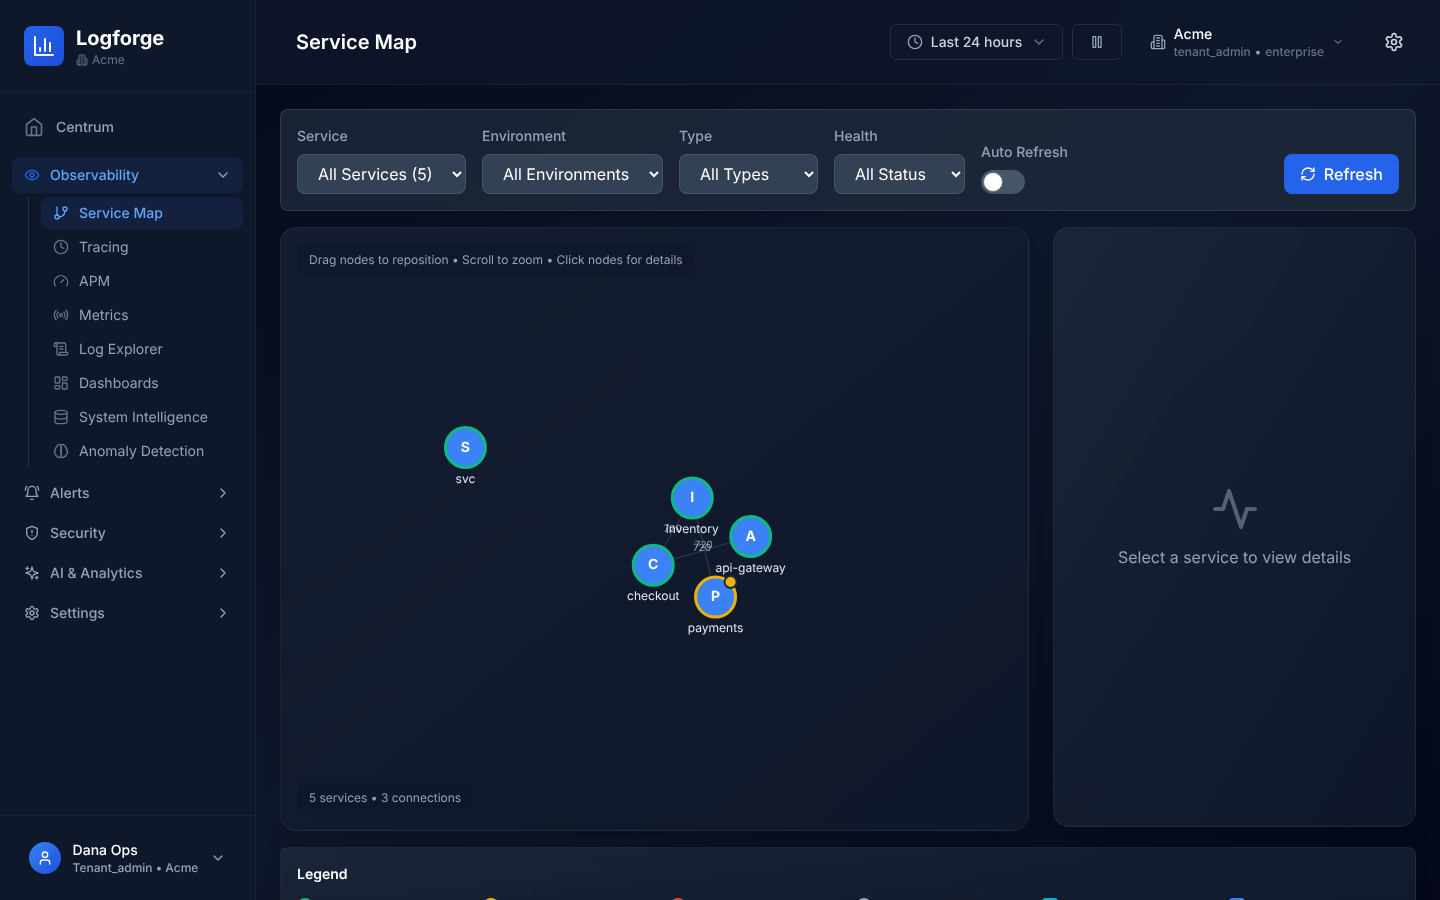 Logforge
Acme
Centrum
Observability
Service Map
Tracing
APM
Metrics
Log Explorer
Dashboards
System Intelligence
Anomaly Detection
Alerts
Security
AI & Analytics
Settings
Dana Ops
Tenant_admin • Acme
Service Map
Last 24 hours
Acme
tenant_admin • enterprise
Service
All Services (5)
Environment
All Environments
Type
All Types
Health
All Status
Auto Refresh
Refresh
Drag nodes to reposition • Scroll to zoom • Click nodes for details
S
svc
I
inventory
A
api-gateway
720
C
checkout
P
payments
5 services • 3 connections
Select a service to view details
Legend